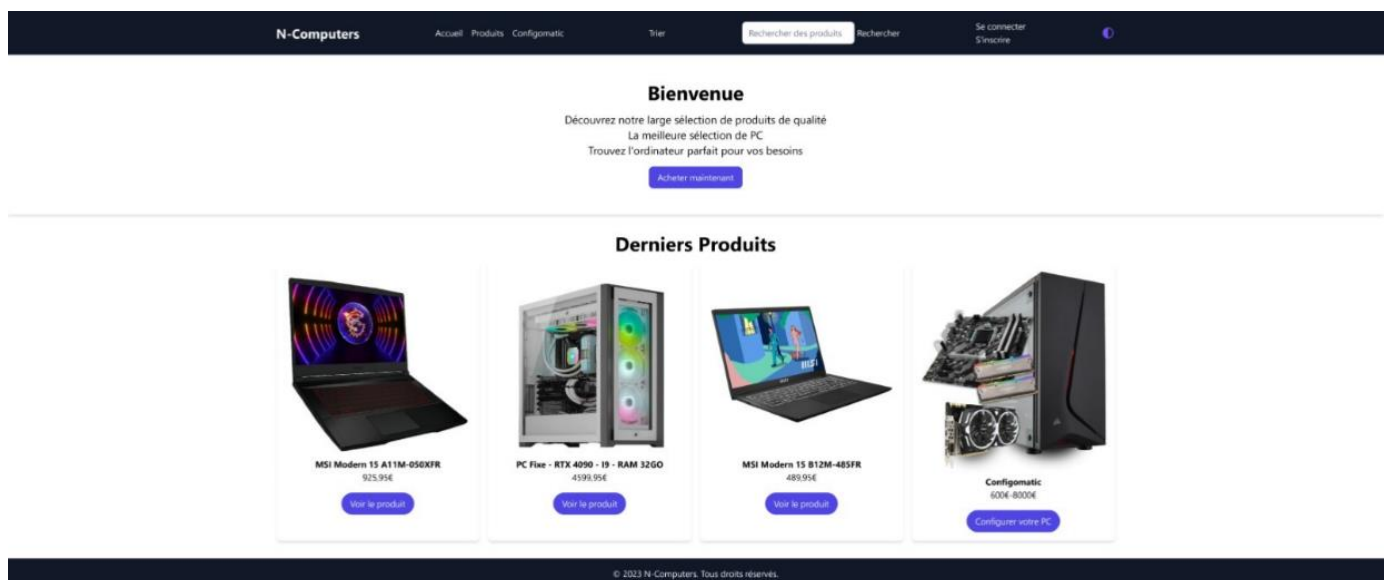 N-Computers
Accueil Produits Configomatic
Trier
Rechercher des produits Rechercher
Se connecter
S'inscrire
Bienvenue
Découvrez notre large sélection de produits de qualité
La meilleure sélection de PC
Trouvez l'ordinateur parfait pour vos besoins
Acheter maintenant
Derniers Produits
msi
MSI Modern 15 A11M-050XFR
925,95€
Voir le produit
PC Fixe - RTX 4090 - I9 - RAM 32GO
4599,95€
Voir le produit
MSI Modern 15 B12M-485FR
489,95€
Voir le produit
Configomatic
600€-8000€
Configurer votre PC
© 2023 N-Computers. Tous droits réservés.